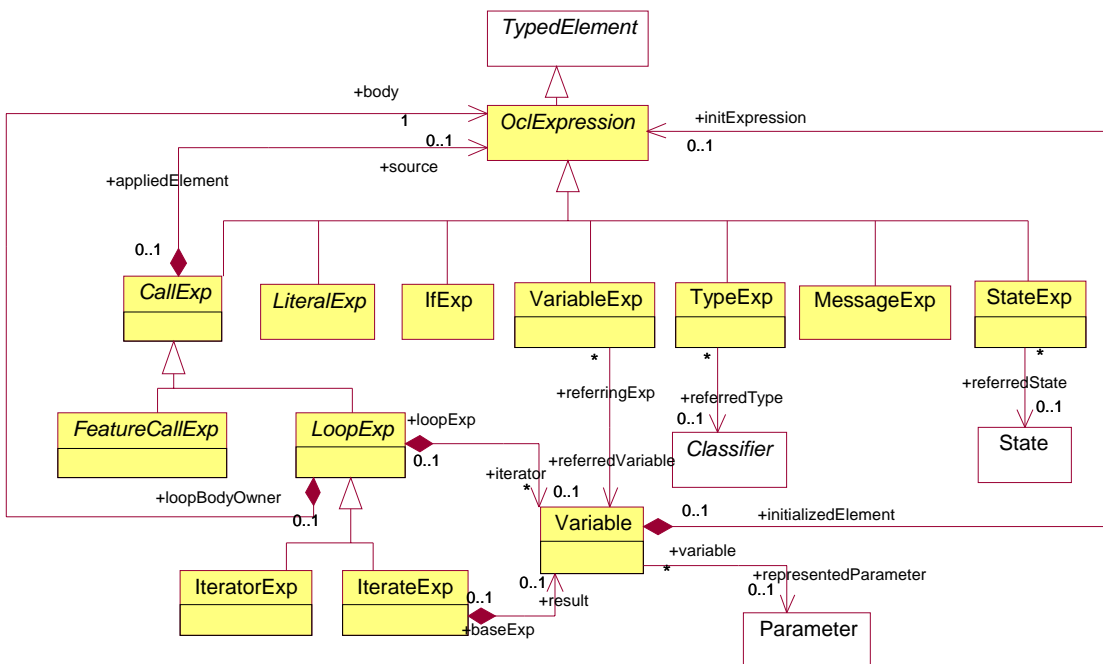 TypedElement
+body
1
OclExpression
+initExpression
0..1
0..1
+source
+appliedElement
0..1
CallExp
LiteralExp
IfExp
VariableExp
TypeExp
MessageExp
StateExp
*
*
*
+referringExp
+referredType
+referredState
0..1
0..1
FeatureCallExp
LoopExp
+loopExp
0..1
Classifier
State
+referredVariable
+iterator
*
0..1
+loopBodyOwner
0..1
Variable
0..1
+initializedElement
+variable
*
+representedParameter
0..1
IteratorExp
IterateExp
0..1
+baseExp
0..1
+result
Parameter